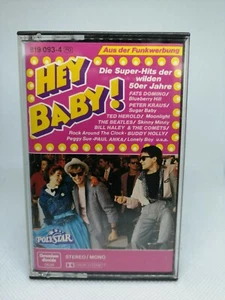 819 093-4
Aus der Funkwerbung
HEY
BABY!
Die Super-Hits der
wilden
50er Jahre
FATS DOMINO/
Blueberry Hill
PETER KRAUS/
Sugar Baby
TED HEROLD/ Moonlight
THE BEATLES/ Skinny Minny
BILL HALEY & THE COMETS/
Rock Around The Clock · BUDDY HOLLY/
Peggy Sue · PAUL ANKA/ Lonely Boy u.v.a.
POLYSTAR
STEREO/MONO